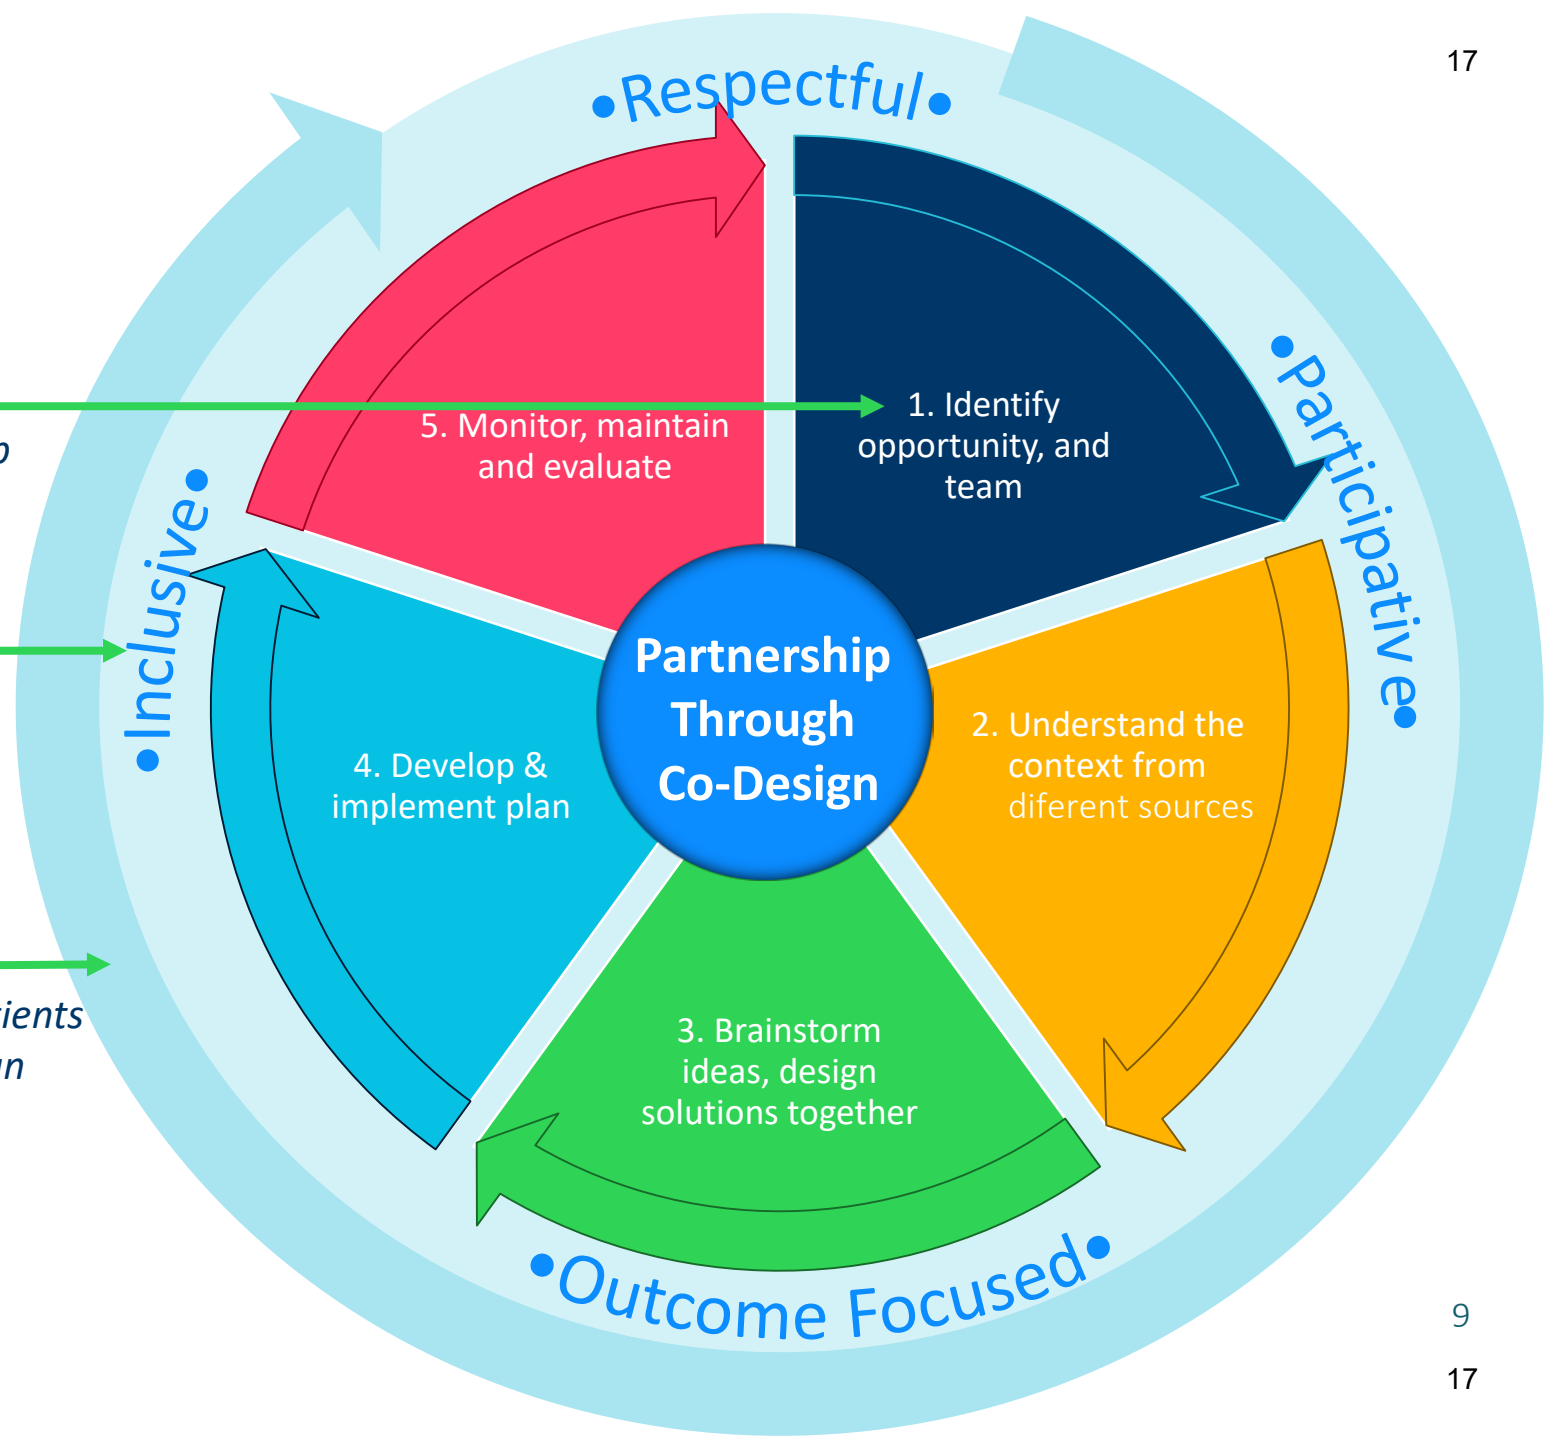 17
•Respectful•
•Participative•
•Inclusive•
•Outcome Focused•
Partnership
Through
Co-Design
1. Identify
opportunity, and
team
2. Understand the
context from
diferent sources
3. Brainstorm
ideas, design
solutions together
4. Develop &
implement plan
5. Monitor, maintain
and evaluate
9
17